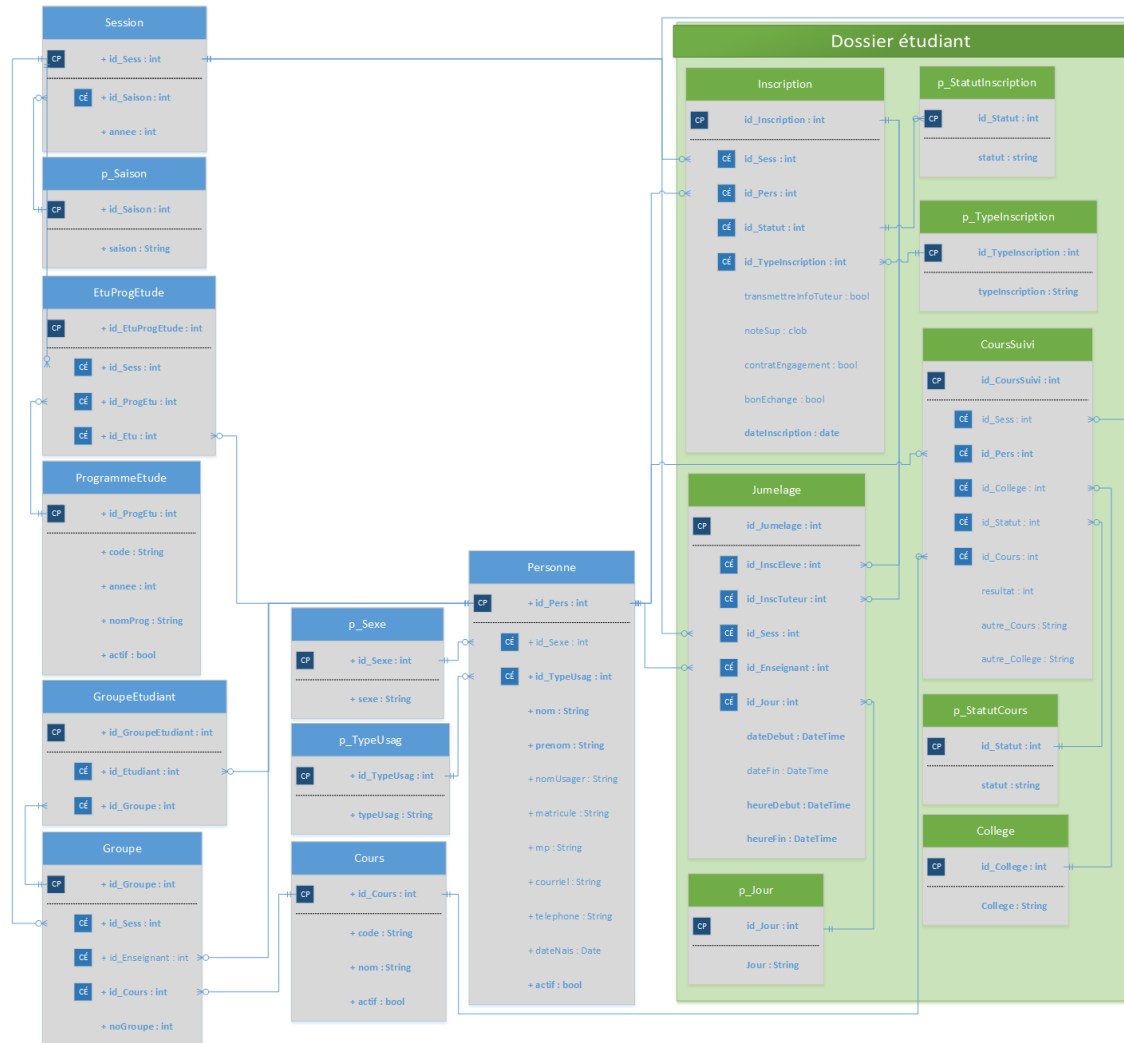 Session
CP + id_Sess : int
CÉ + id_Saison : int
+ annee : int
p_Saison
CP + id_Saison : int
+ saison : String
EtuProgEtude
CP + id_EtuProgEtude : int
CÉ + id_Sess : int
CÉ + id_ProgEtu : int
CÉ + id_Etu : int
ProgrammeEtude
CP + id_ProgEtu : int
+ code : String
+ annee : int
+ nomProg : String
+ actif : bool
GroupeEtudiant
CP + id_GroupeEtudiant : int
CÉ + id_Etudiant : int
CÉ + id_Groupe : int
Groupe
CP + id_Groupe : int
CÉ + id_Sess : int
CÉ + id_Enseignant : int
CÉ + id_Cours : int
+ noGroupe : int
p_Sexe
CP + id_Sexe : int
+ sexe : String
p_TypeUsag
CP + id_TypeUsag : int
+ typeUsag : String
Cours
CP + id_Cours : int
+ code : String
+ nom : String
+ actif : bool
Personne
CP + id_Pers : int
CÉ + id_Sexe : int
CÉ + id_TypeUsag : int
+ nom : String
+ prenom : String
+ nomUsager : String
+ matricule : String
+ mp : String
+ courriel : String
+ telephone : String
+ dateNais : Date
+ actif : bool
Dossier étudiant
Inscription
CP id_Inscription : int
CÉ id_Sess : int
CÉ id_Pers : int
CÉ id_Statut : int
CÉ id_TypeInscription : int
transmettreInfoTuteur : bool
noteSup : clob
contratEngagement : bool
bonEchange : bool
dateInscription : date
Jumelage
CP id_Jumelage : int
CÉ id_InscEleve : int
CÉ id_InscTuteur : int
CÉ id_Sess : int
CÉ id_Enseignant : int
CÉ id_Jour : int
dateDebut : DateTime
dateFin : DateTime
heureDebut : DateTime
heureFin : DateTime
p_Jour
CP id_Jour : int
Jour : String
p_StatutInscription
CP id_Statut : int
statut : string
p_TypeInscription
CP id_TypeInscription : int
typeInscription : String
CoursSuivi
CP id_CoursSuivi : int
CÉ id_Sess : int
CÉ id_Pers : int
CÉ id_College : int
CÉ id_Statut : int
CÉ id_Cours : int
resultat : int
autre_Cours : String
autre_College : String
p_StatutCours
CP id_Statut : int
statut : string
College
CP id_College : int
College : String